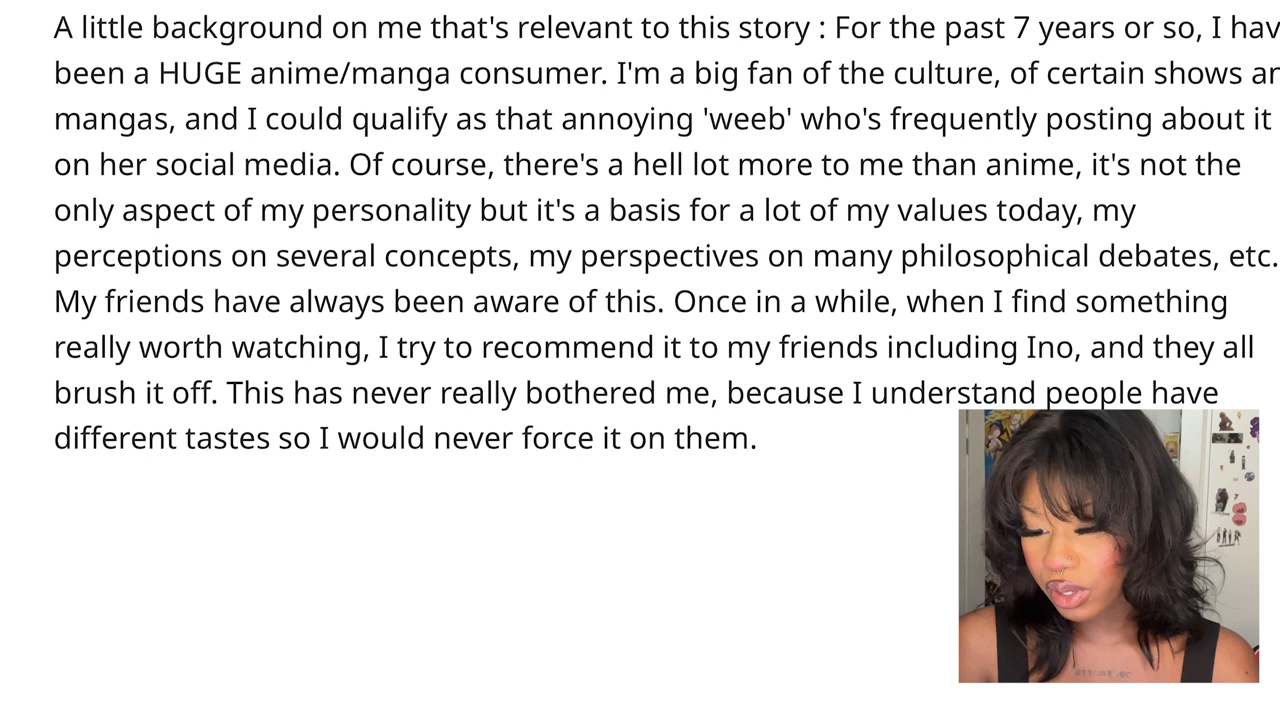 A little background on me that's relevant to this story : For the past 7 years or so, I hav
been a HUGE anime/manga consumer. I'm a big fan of the culture, of certain shows an
mangas, and I could qualify as that annoying 'weeb' who's frequently posting about it
on her social media. Of course, there's a hell lot more to me than anime, it's not the
only aspect of my personality but it's a basis for a lot of my values today, my
perceptions on several concepts, my perspectives on many philosophical debates, etc.
My friends have always been aware of this. Once in a while, when I find something
really worth watching, I try to recommend it to my friends including Ino, and they all
brush it off. This has never really bothered me, because I understand people have
different tastes so I would never force it on them.